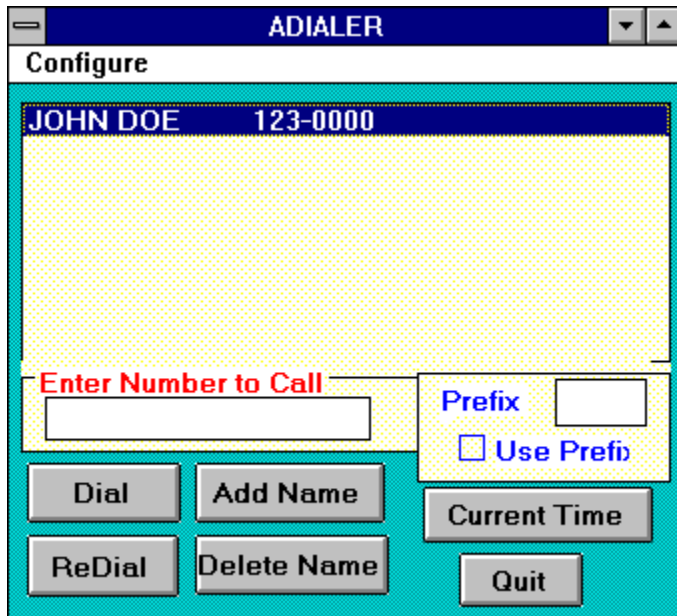 ADIALER
Configure
JOHN DOE 123-0000
Enter Number to Call
Prefix
Use Prefix
Dial
Add Name
Current Time
ReDial
Delete Name
Quit